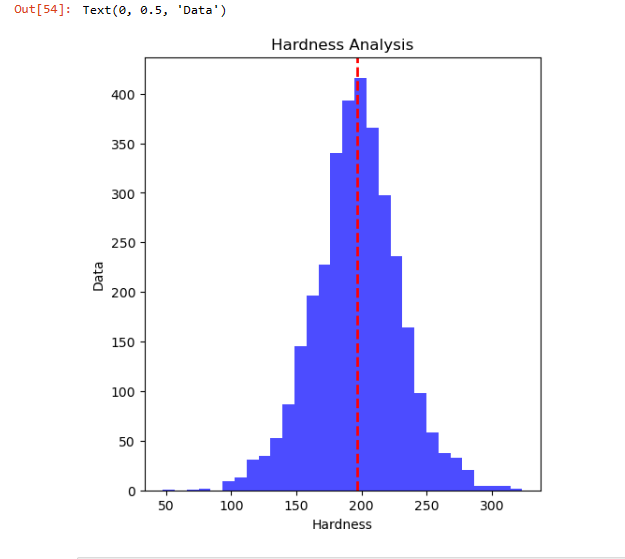 Out[54]: Text(0, 0.5, 'Data')
Hardness Analysis
400
350
300
250
200
150
100
50
0
Data
50 100 150 200 250 300
Hardness